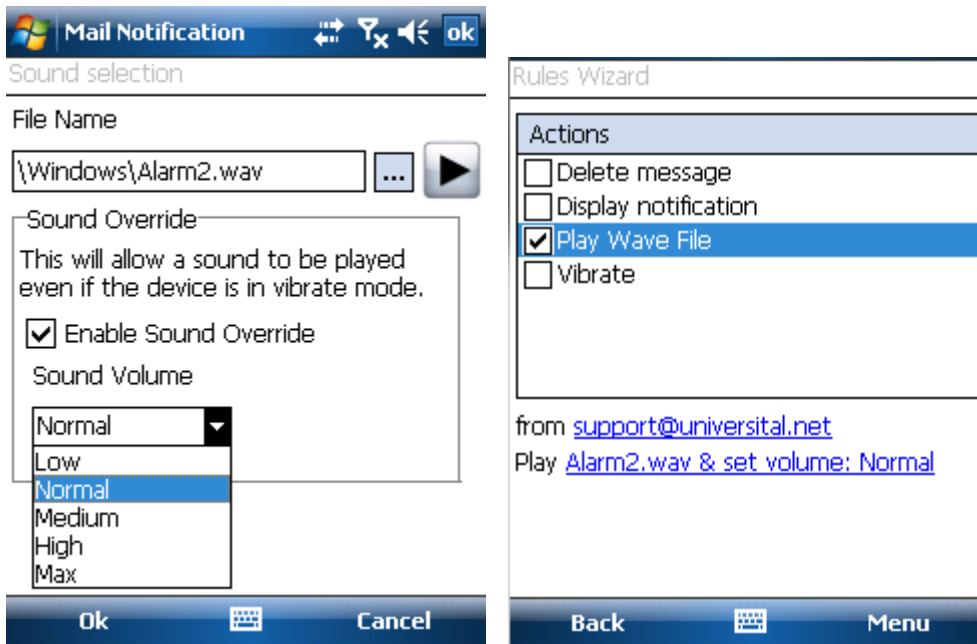 Mail Notification
ok
Sound selection
File Name
\Windows\Alarm2.wav
...
Sound Override
This will allow a sound to be played
even if the device is in vibrate mode.
Enable Sound Override
Sound Volume
Normal
Low
Normal
Medium
High
Max
Ok
Cancel
Rules Wizard
Actions
Delete message
Display notification
Play Wave File
Vibrate
from support@universital.net
Play Alarm2.wav & set volume: Normal
Back
Menu